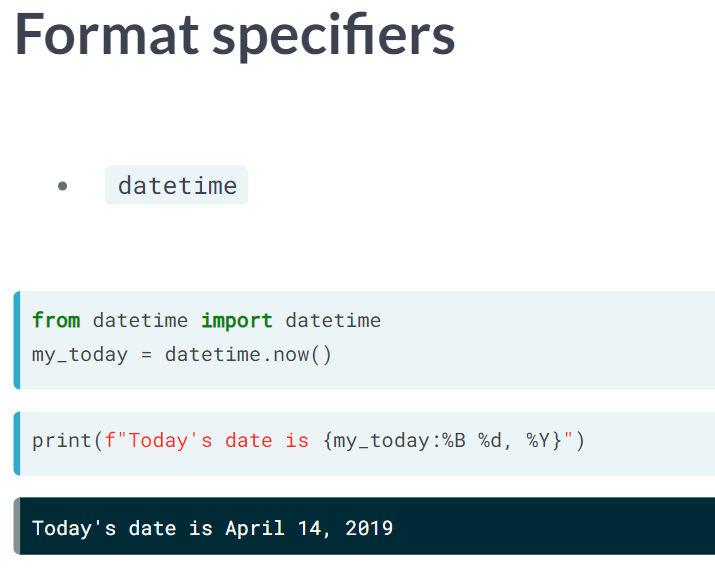 Format specifiers
datetime
from datetime import datetime
my_today = datetime.now()
print(f"Today's date is {my_today:%B %d, %Y}")
Today's date is April 14, 2019